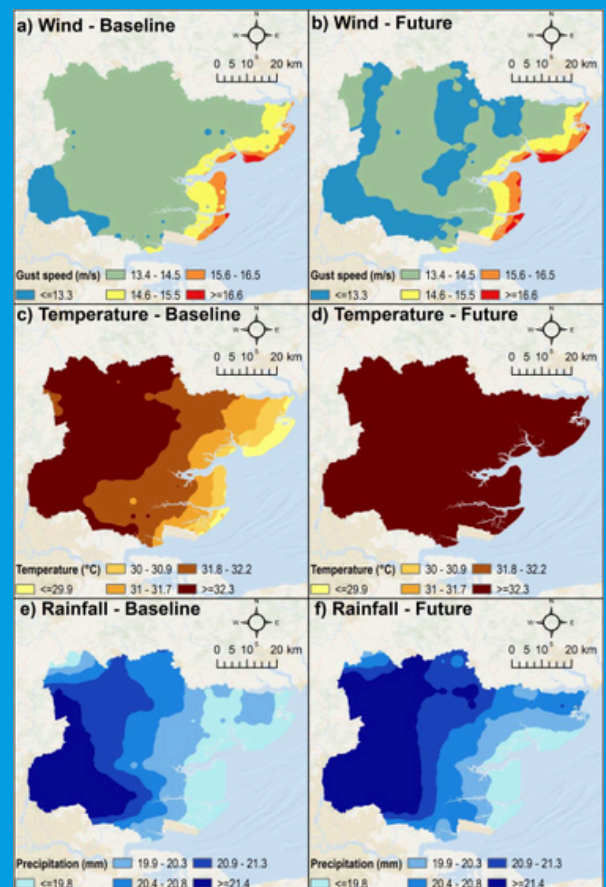 a) Wind - Baseline
N
W E
S
0 5 10 20 km
Gust speed (m/s) 13.4 - 14.5 15.6 - 16.5
<=13.3 14.6 - 15.5 >=16.6
b) Wind - Future
N
W E
S
0 5 10 20 km
Gust speed (m/s) 13.4 - 14.5 15.6 - 16.5
<=13.3 14.6 - 15.5 >=16.6
c) Temperature - Baseline
N
W E
S
0 5 10 20 km
Temperature (°C) 30 - 30.9 31.8 - 32.2
<=29.9 31 - 31.7 >=32.3
d) Temperature - Future
N
W E
S
0 5 10 20 km
Temperature (°C) 30 - 30.9 31.8 - 32.2
<=29.9 31 - 31.7 >=32.3
e) Rainfall - Baseline
N
W E
S
0 5 10 20 km
Precipitation (mm) 19.9 - 20.3 20.9 - 21.3
<=19.8 20.4 - 20.8 >=21.4
f) Rainfall - Future
N
W E
S
0 5 10 20 km
Precipitation (mm) 19.9 - 20.3 20.9 - 21.3
<=19.8 20.4 - 20.8 >=21.4